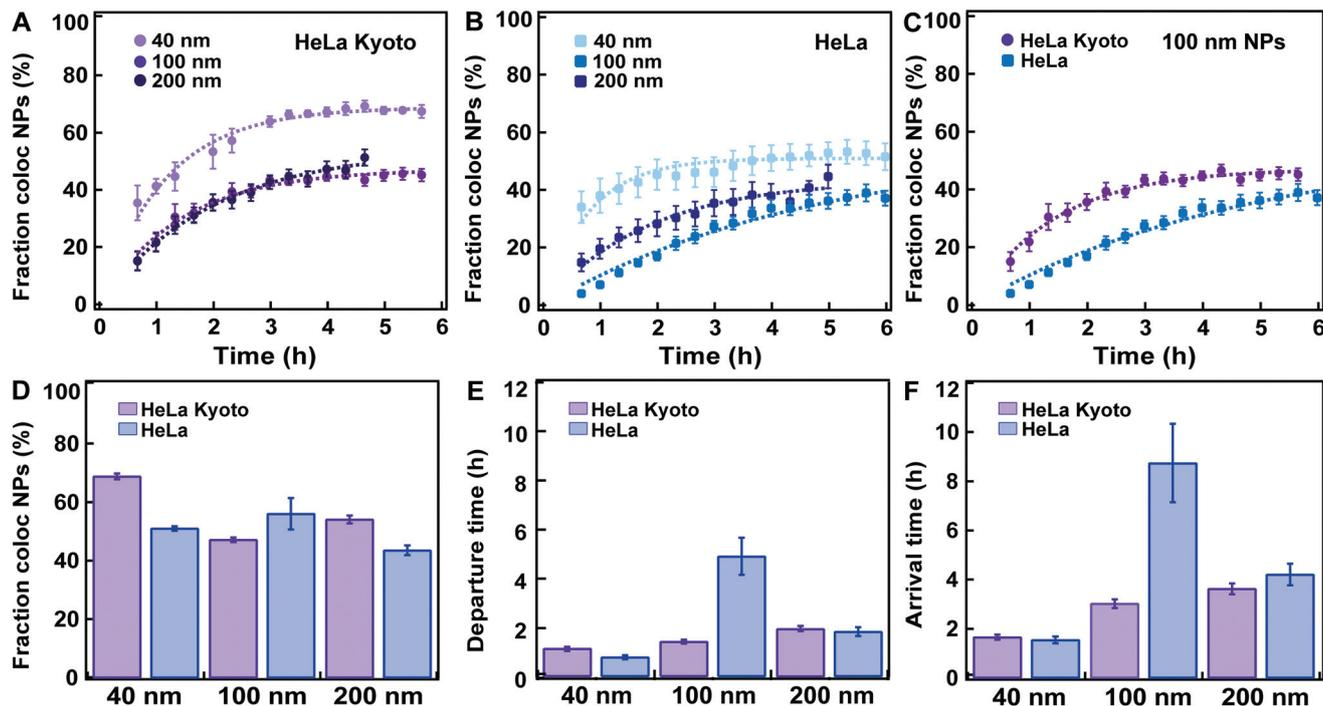 A
HeLa Kyoto
40 nm
100 nm
200 nm
Fraction coloc NPs (%)
100
80
60
40
20
0
0 1 2 3 4 5 6
Time (h)
B
HeLa
40 nm
100 nm
200 nm
Fraction coloc NPs (%)
100
80
60
40
20
0
0 1 2 3 4 5 6
Time (h)
C
100 nm NPs
HeLa Kyoto
HeLa
Fraction coloc NPs (%)
100
80
60
40
20
0
0 1 2 3 4 5 6
Time (h)
D
HeLa Kyoto
HeLa
Fraction coloc NPs (%)
100
80
60
40
20
0
40 nm 100 nm 200 nm
E
HeLa Kyoto
HeLa
Departure time (h)
12
10
8
6
4
2
0
40 nm 100 nm 200 nm
F
HeLa Kyoto
HeLa
Arrival time (h)
12
10
8
6
4
2
0
40 nm 100 nm 200 nm